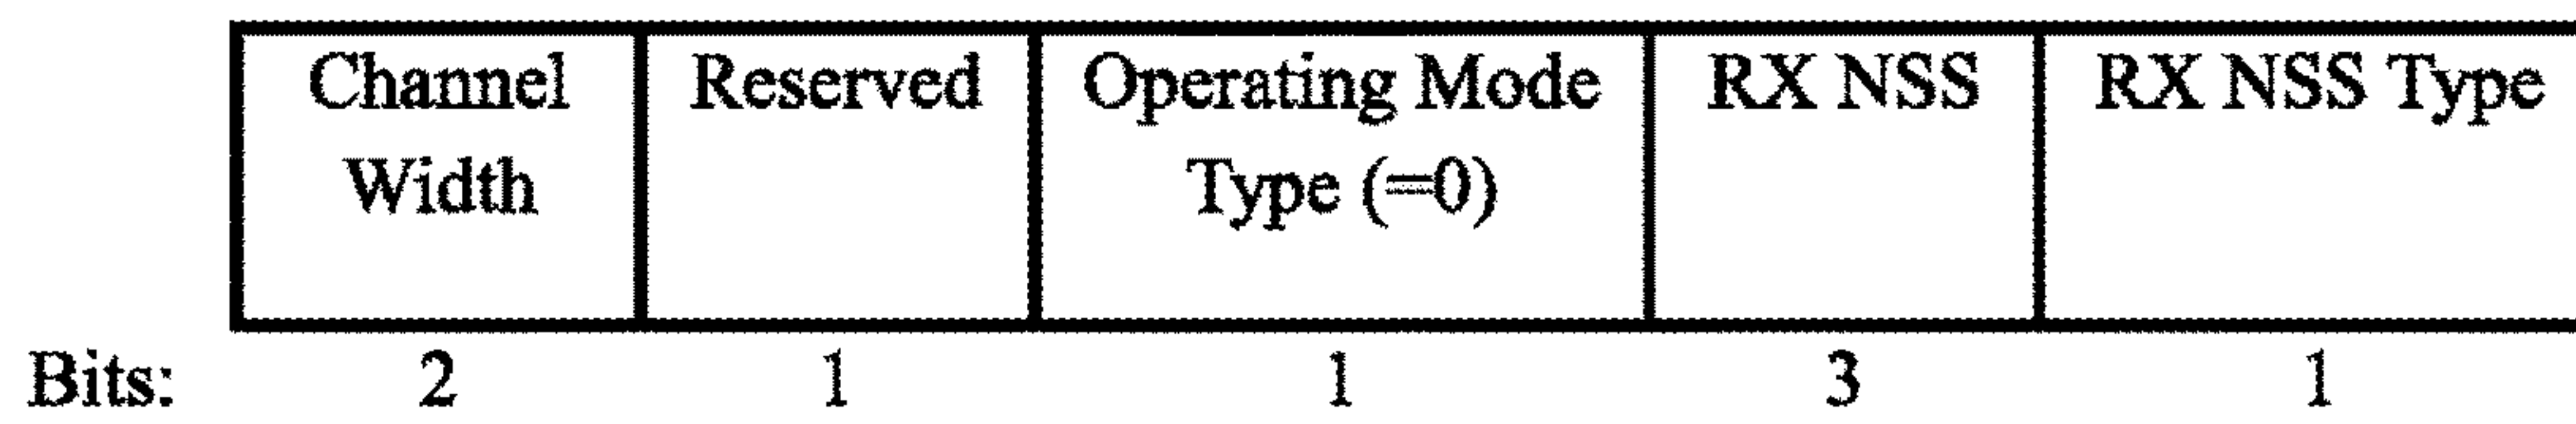 Channel Reserved Operating Mode RX NSS RX NSS Type
Width Type (=0)
Bits: 2 1 1 3 1